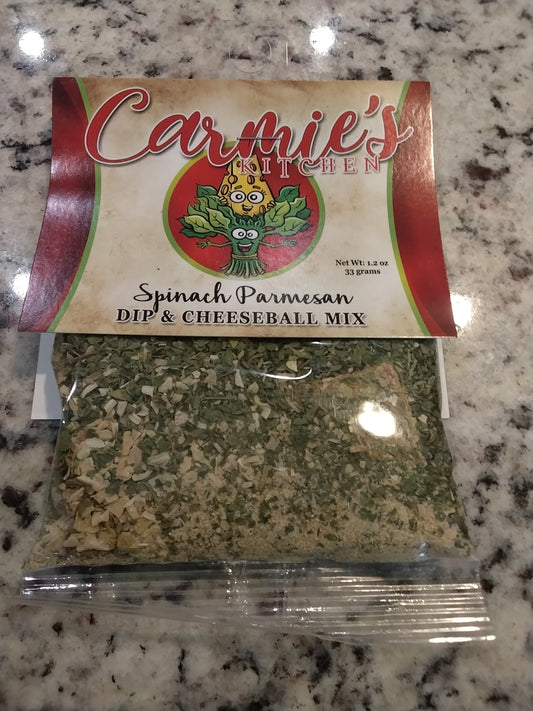 Carmie's
KITCHEN
Net Wt: 1.2 oz
33 grams
Spinach Parmesan
DIP & CHEESEBALL MIX